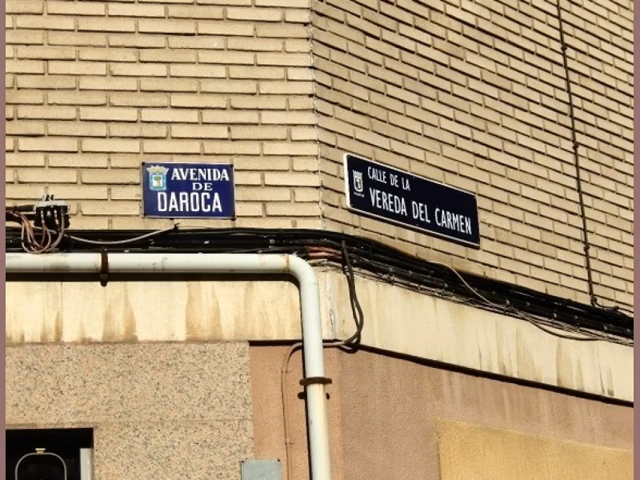 AVENIDA
DE
DAROCA
CALLE DE LA
VEREDA DEL CARMEN